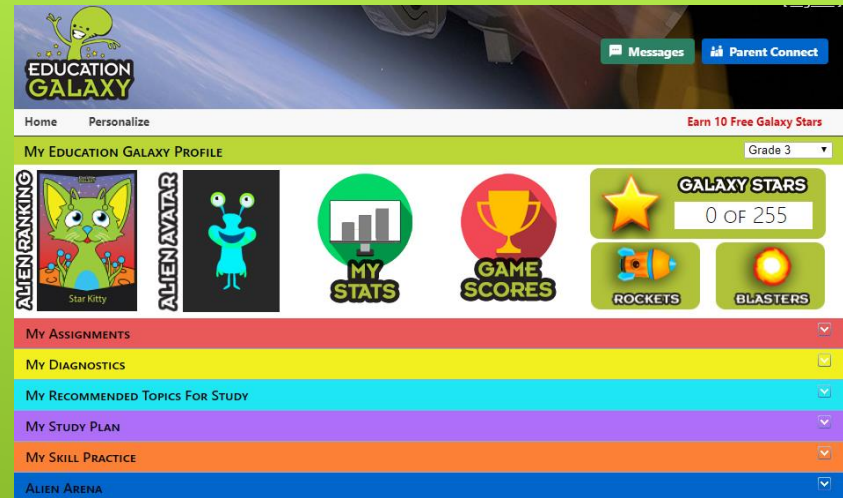 EDUCATION
GALAXY
Messages
Parent Connect
Home
Personalize
Earn 10 Free Galaxy Stars
MY EDUCATION GALAXY PROFILE
Grade 3
ALIEN RANKING
Star Kitty
ALIEN AVATAR
MY
STATS
GAME
SCORES
GALAXY STARS
0 OF 255
ROCKETS
BLASTERS
MY ASSIGNMENTS
MY DIAGNOSTICS
MY RECOMMENDED TOPICS FOR STUDY
MY STUDY PLAN
MY SKILL PRACTICE
ALIEN ARENA